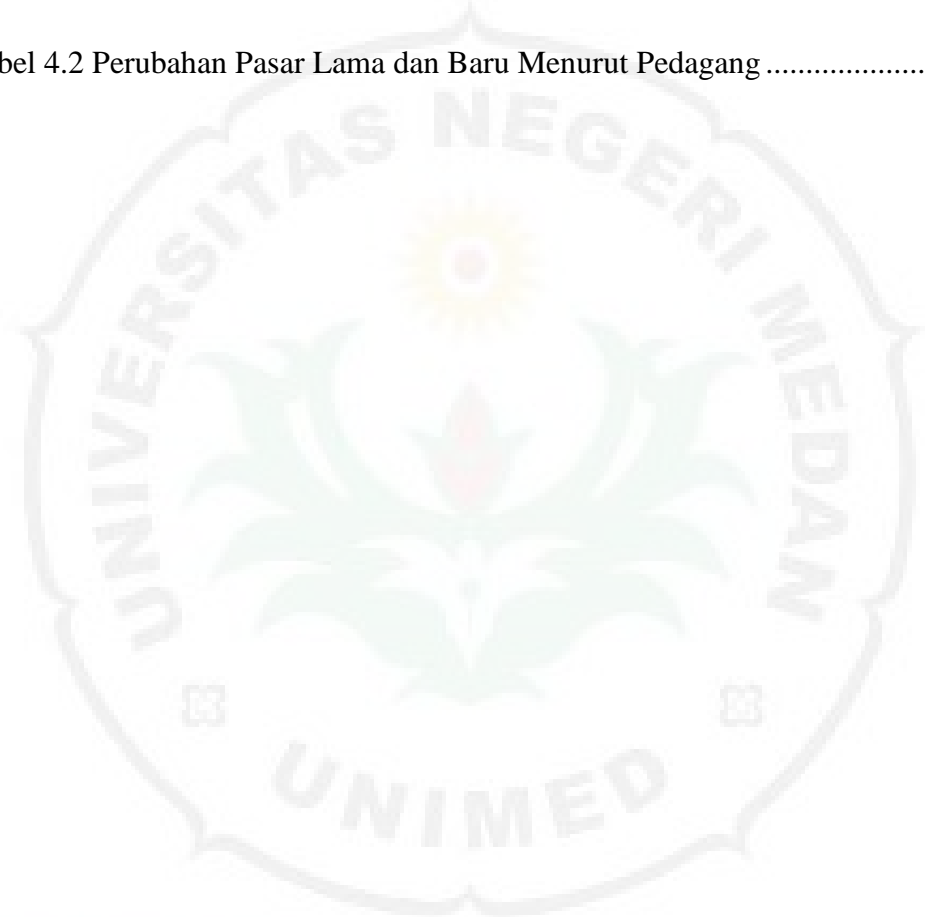 bel 4.2 Perubahan Pasar Lama dan Baru Menurut Pedagang ....................
UNIVERSITAS NEGERI MEDAN
UNIMED